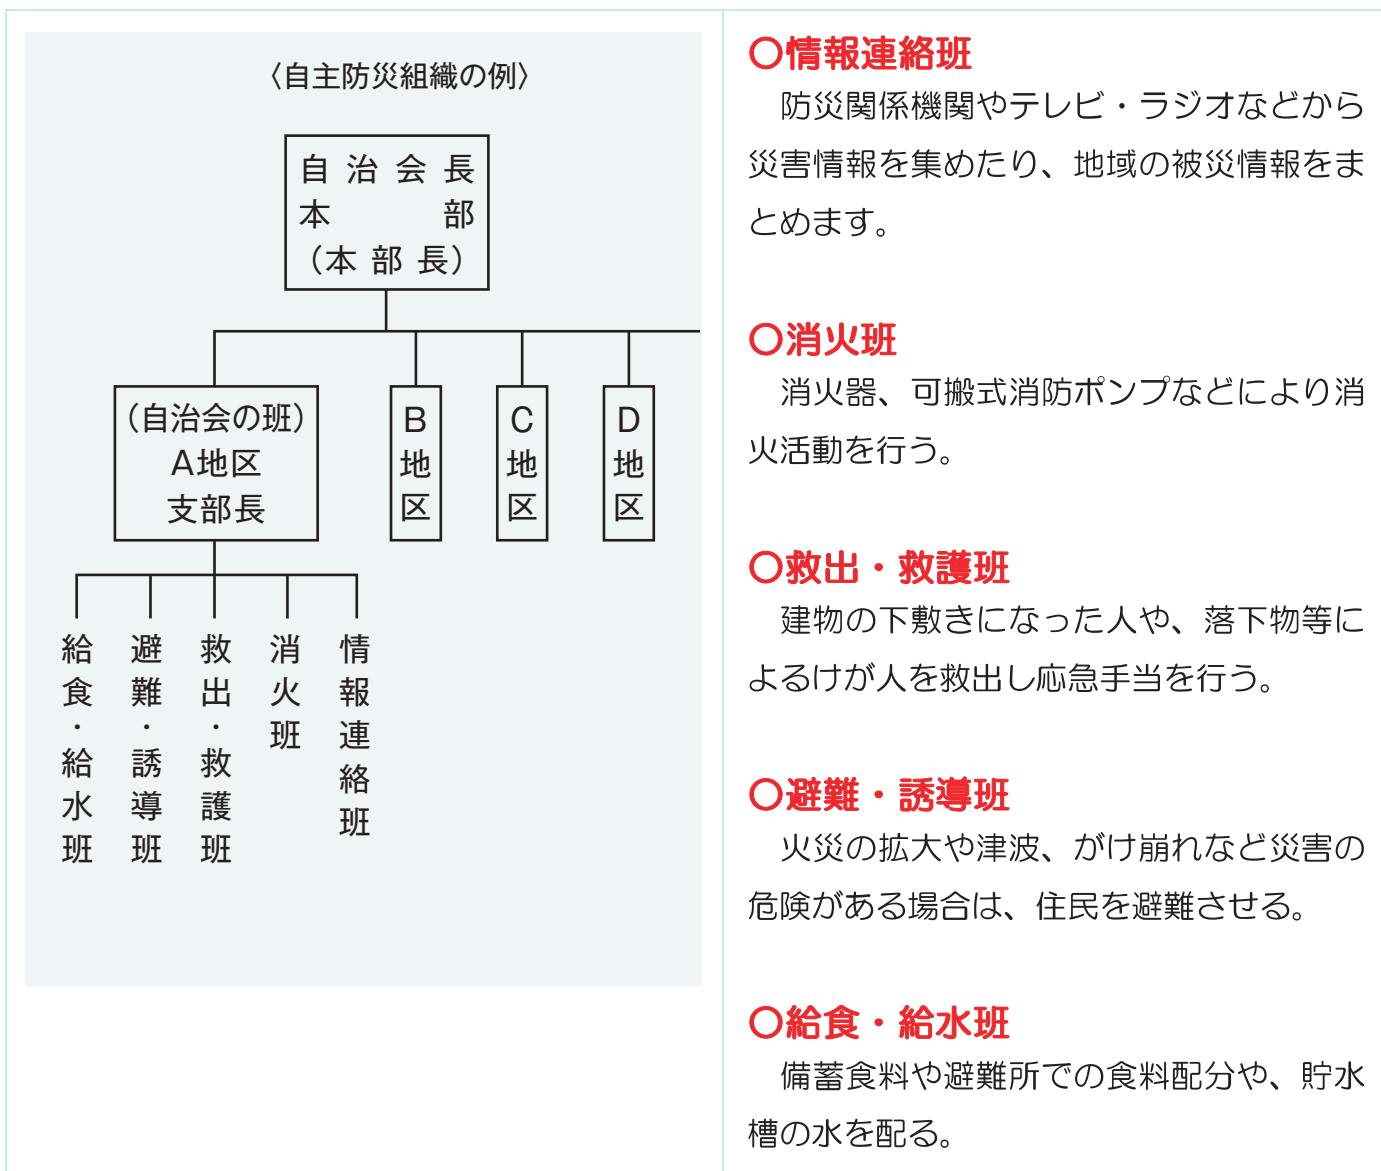 〈自主防災組織の例〉
自治会長
本部
（本部長）
（自治会の班）
A地区
支部長
B地区
C地区
D地区
給食・給水班
避難・誘導班
救出・救護班
消火班
情報連絡班
〇情報連絡班
防災関係機関やテレビ・ラジオなどから
災害情報を集めたり、地域の被災情報をま
とめます。
〇消火班
消火器、可搬式消防ポンプなどにより消
火活動を行う。
〇救出・救護班
建物の下敷きになった人や、落下物等に
よるけが人を救出し応急手当を行う。
〇避難・誘導班
火災の拡大や津波、がけ崩れなど災害の
危険がある場合は、住民を避難させる。
〇給食・給水班
備蓄食料や避難所での食料配分や、貯水
槽の水を配る。